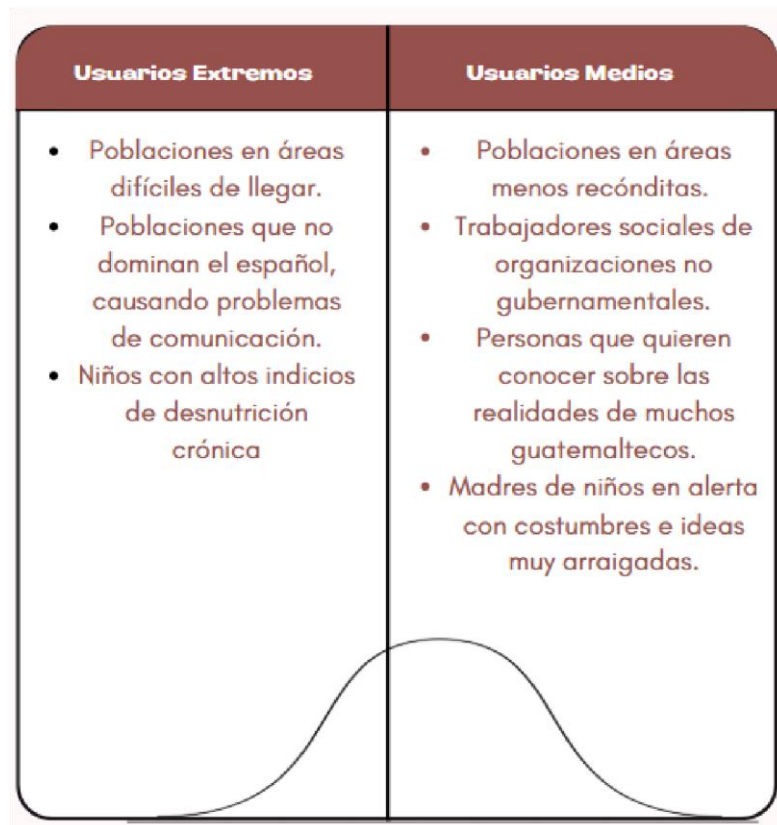 Usuarios Extremos
Usuarios Medios
• Poblaciones en áreas
difíciles de llegar.
• Poblaciones que no
dominan el español,
causando problemas
de comunicación.
• Niños con altos indicios
de desnutrición
crónica
• Poblaciones en áreas
menos recónditas.
• Trabajadores sociales de
organizaciones no
gubernamentales.
• Personas que quieren
conocer sobre las
realidades de muchos
guatemaltecos.
• Madres de niños en alerta
con costumbres e ideas
muy arraigadas.